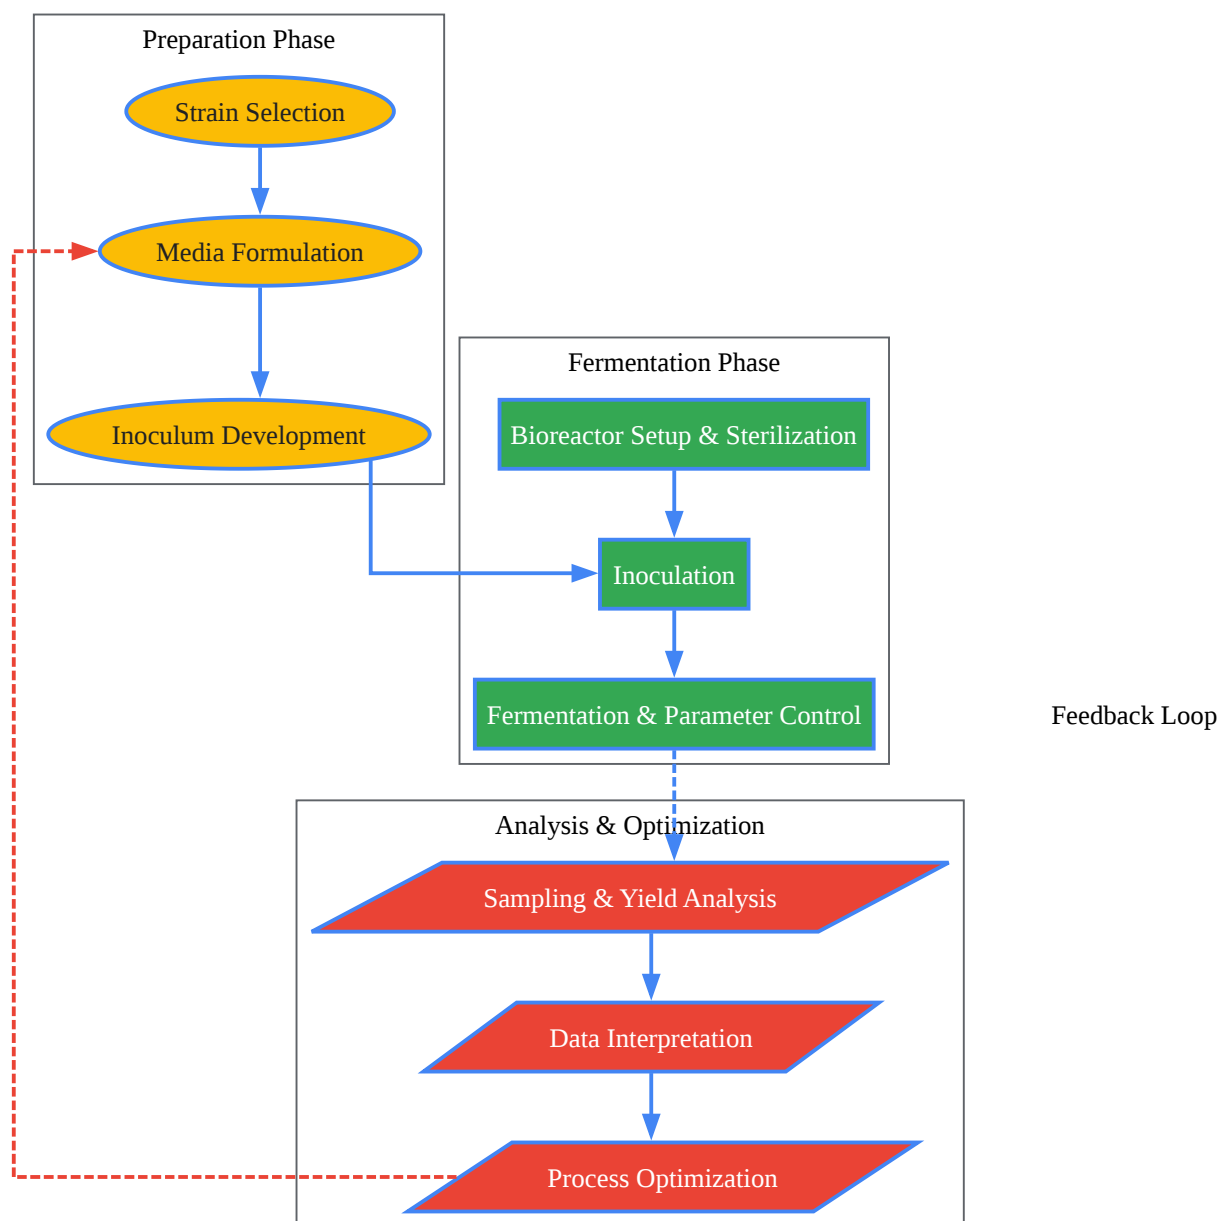 Preparation Phase
Strain Selection
Media Formulation
Inoculum Development
Fermentation Phase
Bioreactor Setup & Sterilization
Inoculation
Fermentation & Parameter Control
Feedback Loop
Analysis & Optimization
Sampling & Yield Analysis
Data Interpretation
Process Optimization